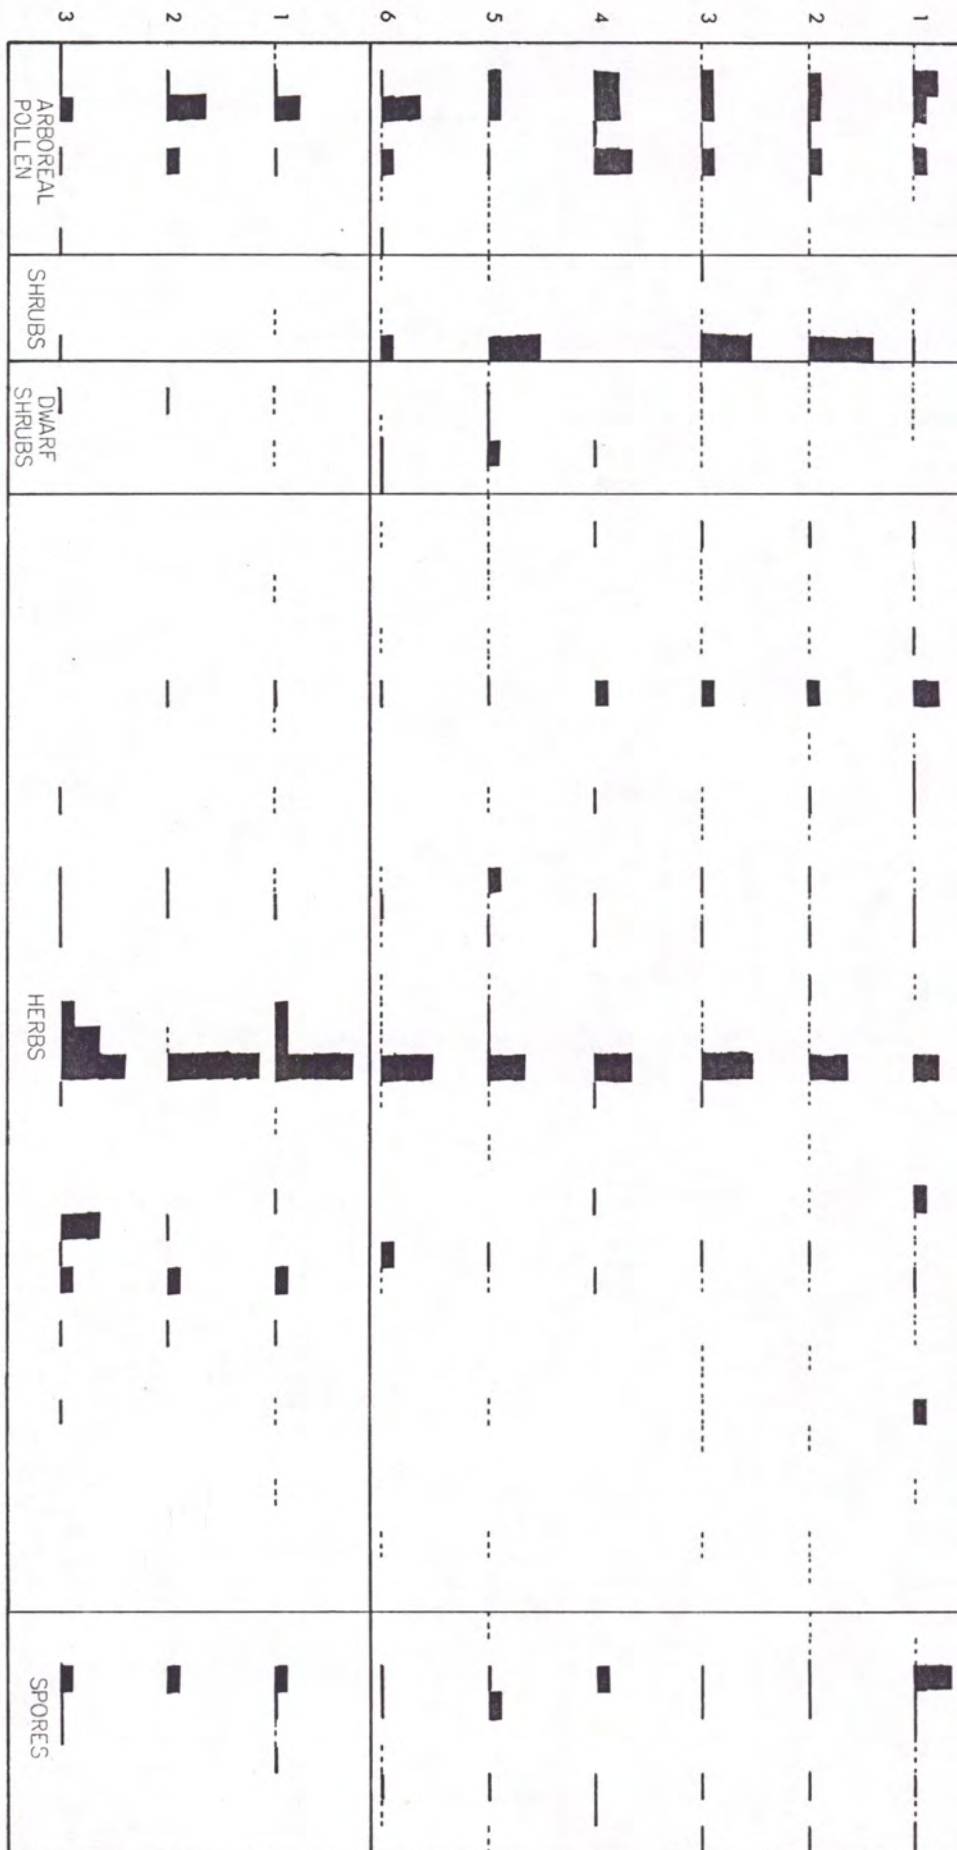 3 2 1 6 5 4 3 2 1
ARBOREAL
POLLEN
SHRUBS
DWARF
SHRUBS
HERBS
SPORES